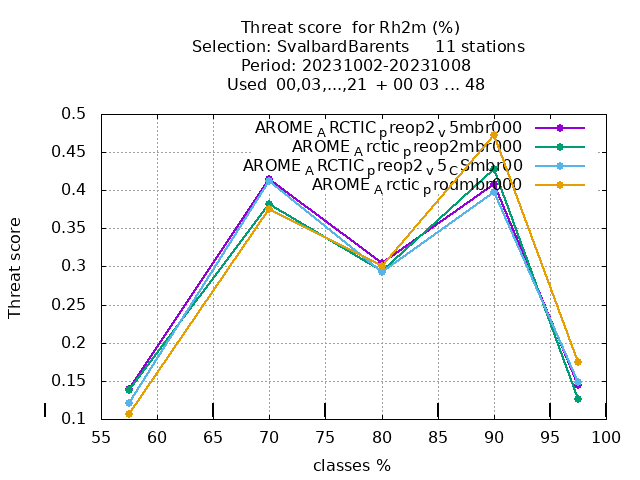 Threat score  for Rh2m (%)
Selection: SvalbardBarents     11 stations
Period: 20231002-20231008
Used  00,03,...,21  + 00 03 ... 48
0.5
0.45
0.4
0.35
0.3
0.25
0.2
0.15
0.1
Threat score
AROME_ARCTIC_preop2_v5mbr000
AROME_Arctic_preop2mbr000
AROME_ARCTIC_preop2_v5_CSmbr00
AROME_Arctic_prodmbr000
55 60 65 70 75 80 85 90 95 100
classes %